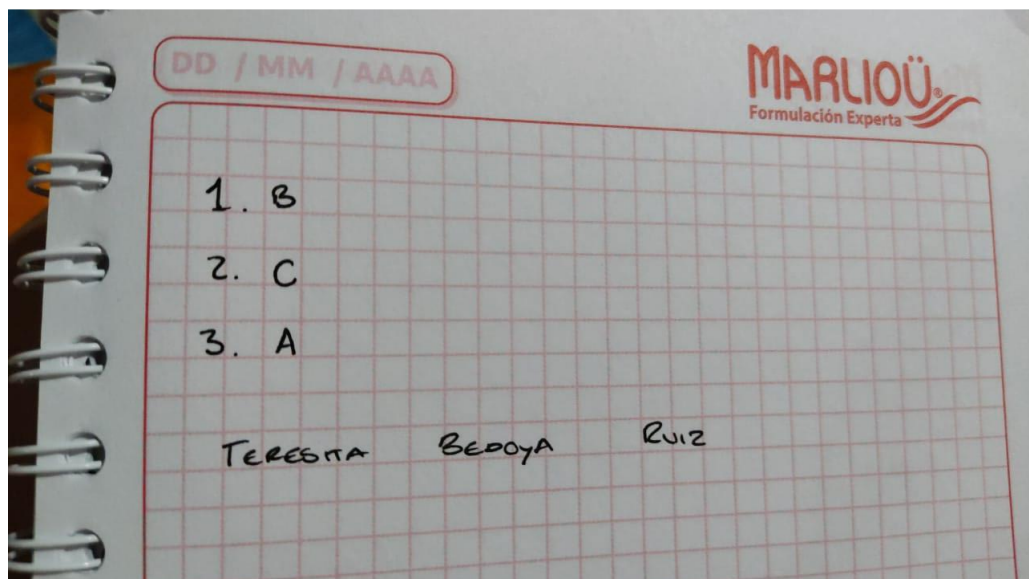 DD / MM / AAAA
MARLIOÜ®
Formulación Experta
1. B
2. C
3. A
TERESITA BEDOYA RUIZ